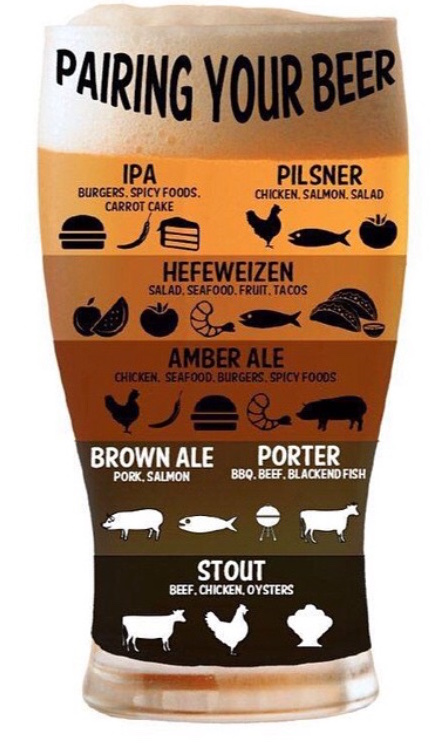 PAIRING YOUR BEER
IPA
BURGERS, SPICY FOODS,
CARROT CAKE
PILSNER
CHICKEN, SALMON, SALAD
HEFEWEIZEN
SALAD, SEAFOOD, FRUIT, TACOS
AMBER ALE
CHICKEN, SEAFOOD, BURGERS, SPICY FOODS
BROWN ALE
PORK, SALMON
PORTER
BBQ, BEEF, BLACKEND FISH
STOUT
BEEF, CHICKEN, OYSTERS